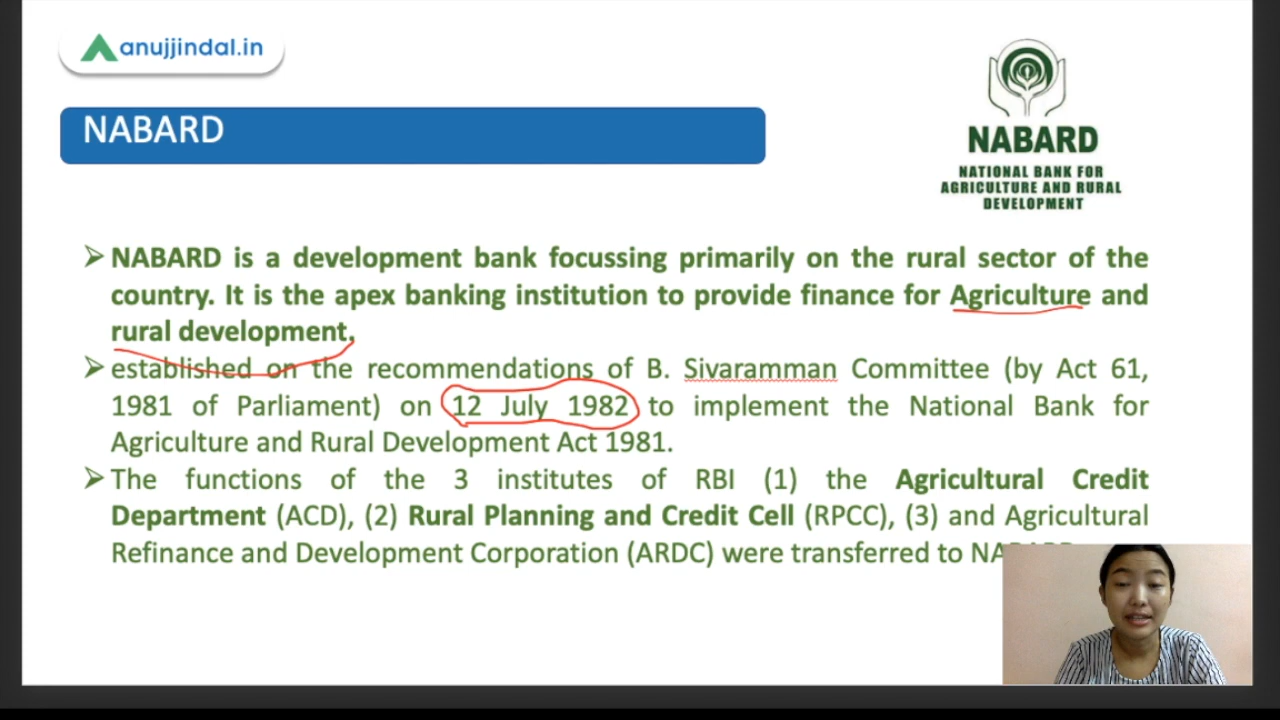 anujjindal.in
NABARD
NABARD
NATIONAL BANK FOR
AGRICULTURE AND RURAL
DEVELOPMENT
NABARD is a development bank focussing primarily on the rural sector of the
country. It is the apex banking institution to provide finance for Agriculture and
rural development.
established on the recommendations of B. Sivaramman Committee (by Act 61,
1981 of Parliament) on 12 July 1982 to implement the National Bank for
Agriculture and Rural Development Act 1981.
The functions of the 3 institutes of RBI (1) the Agricultural Credit
Department (ACD), (2) Rural Planning and Credit Cell (RPCC), (3) and Agricultural
Refinance and Development Corporation (ARDC) were transferred to